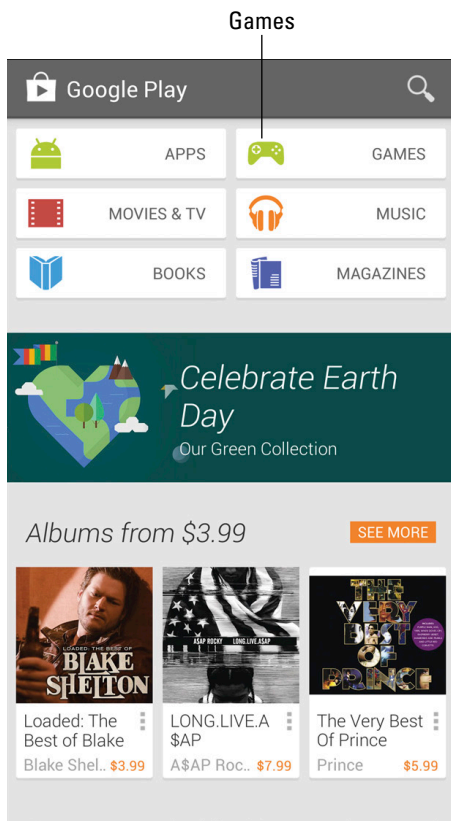 Games
Google Play
APPS
GAMES
MOVIES & TV
MUSIC
BOOKS
MAGAZINES
Celebrate Earth
Day
Our Green Collection
Albums from $3.99
SEE MORE
LOADED: THE BEST OF
BLAKE
SHELTON
A$AP ROCKY LONG.LIVE.A$AP
THE
VERY
BEST
OF
PRINCE
Loaded: The
Best of Blake
Blake Shel.. $3.99
LONG.LIVE.A
$AP
A$AP Roc.. $7.99
The Very Best
Of Prince
Prince $5.99